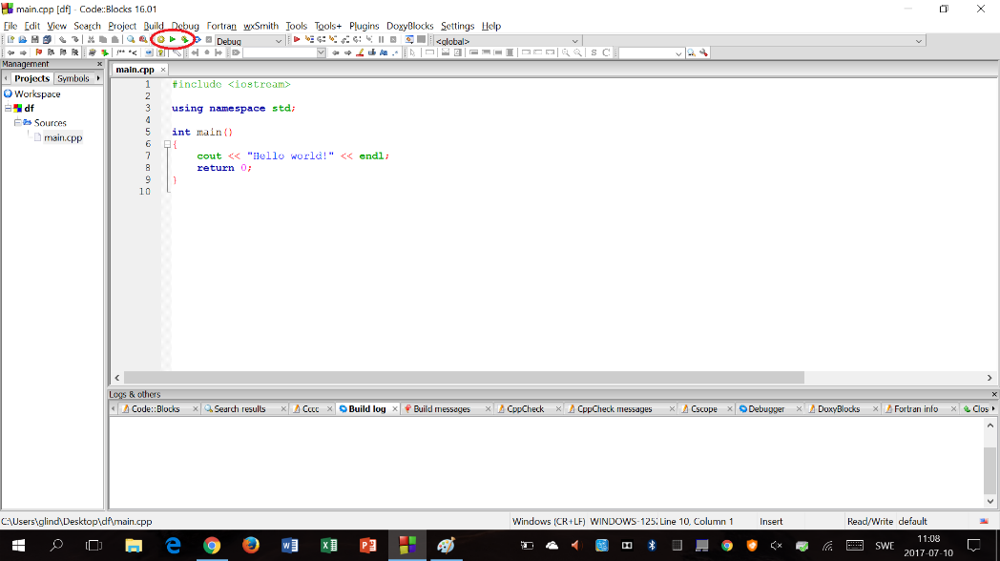 main.cpp [df] - Code::Blocks 16.01
File Edit View Search Project Build Debug Fortran wxSmith Tools Tools+ Plugins DoxyBlocks Settings Help
Debug <global>
/** *<
S C
Management
main.cpp
Projects Symbols
Workspace
df
Sources
main.cpp
1 #include <iostream>
2
3 using namespace std;
4
5 int main()
6 {
7 cout << "Hello world!" << endl;
8 return 0;
9 }
10
Logs & others
Code::Blocks Search results Cccc Build log Build messages CppCheck CppCheck messages Cscope Debugger DoxyBlocks Fortran info Clos
C:\Users\glind\Desktop\df\main.cpp Windows (CR+LF) WINDOWS-1252 Line 10, Column 1 Insert Read/Write default
SWE
11:08
2017-07-10